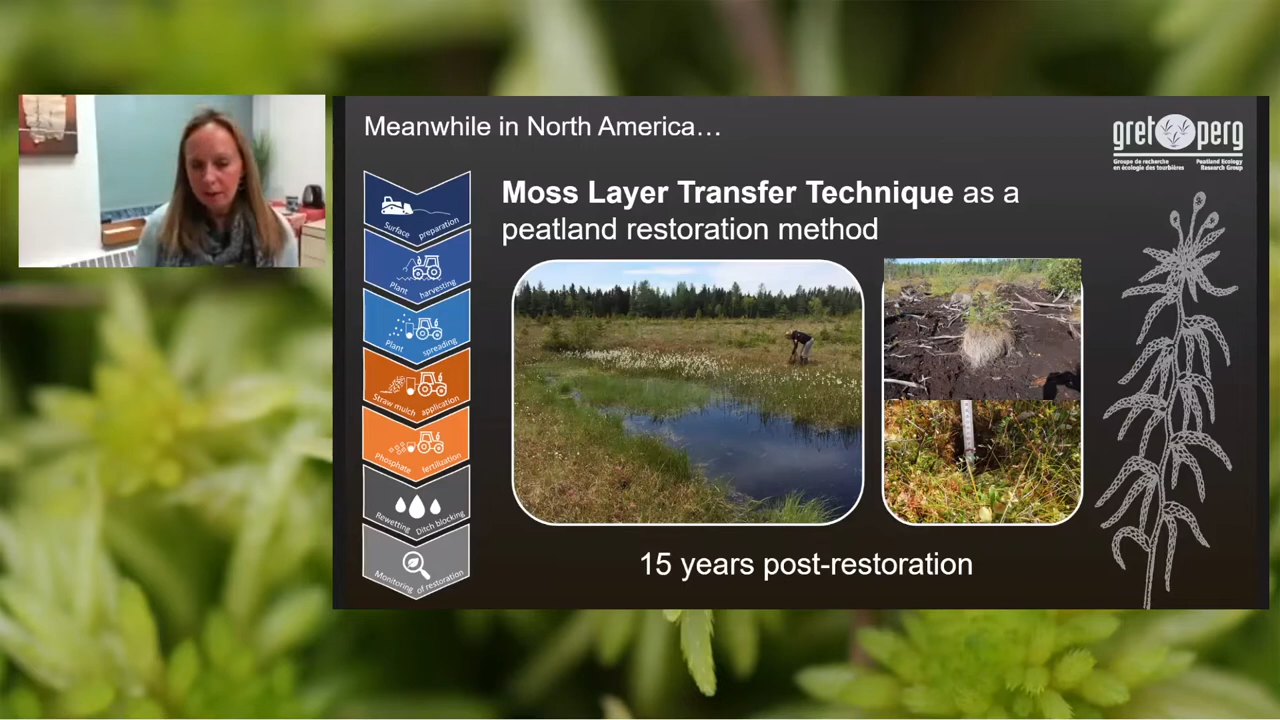 Meanwhile in North America…
gret perg
Groupe de recherche
en écologie des tourbières
Peatland Ecology
Research Group
Moss Layer Transfer Technique as a
peatland restoration method
Surface preparation
Plant harvesting
Plant spreading
Straw mulch application
Phosphate fertilization
Rewetting Ditch blocking
Monitoring of restoration
15 years post-restoration